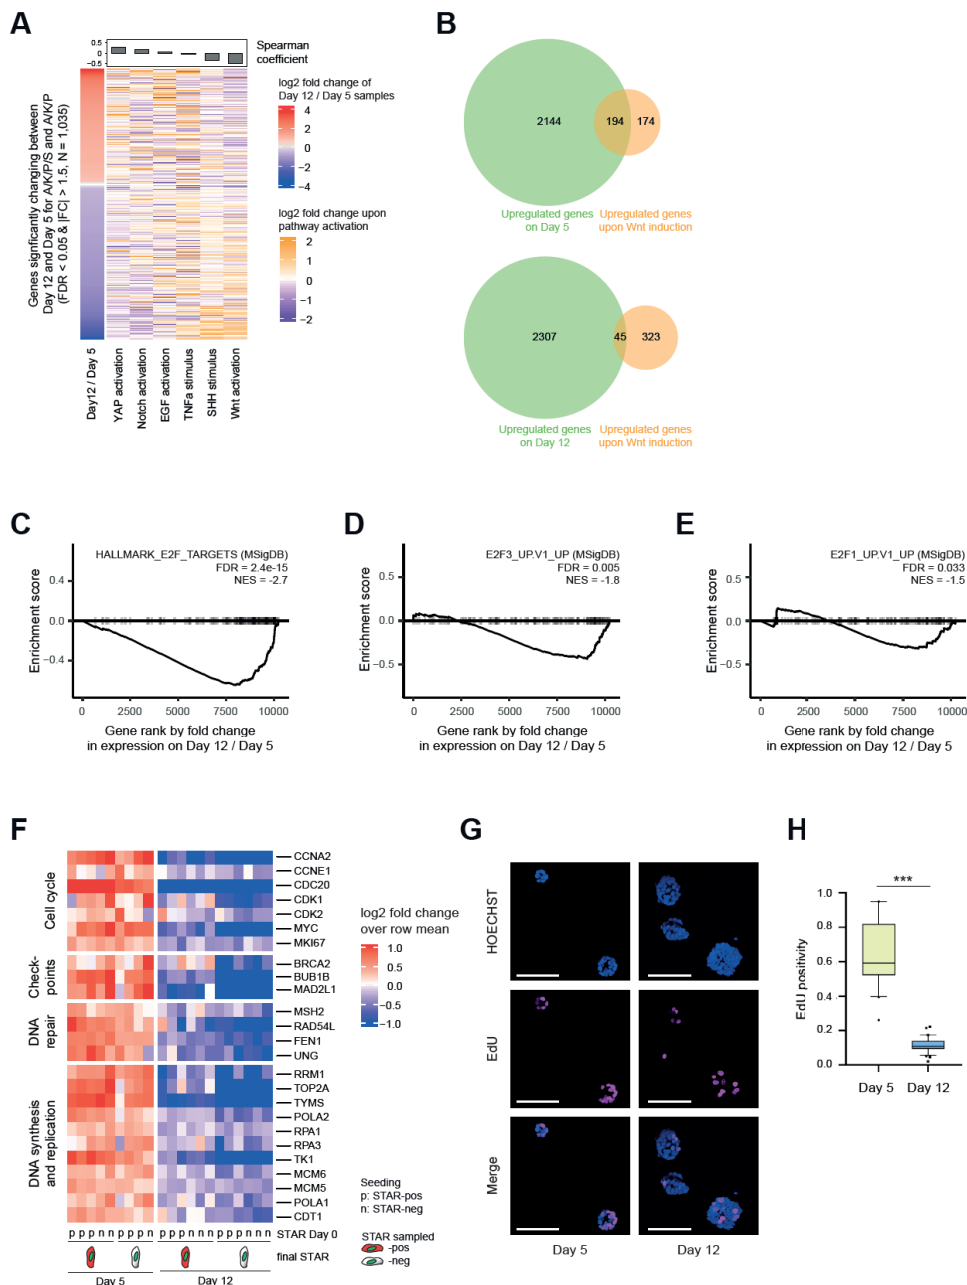 A
Genes signficantly changing between
Day 12 and Day 5 for A/K/P/S and A/K/P
(FDR < 0.05 & |FC| > 1.5, N = 1,035)
0.5
0
−0.5
Spearman
coefficient
log2 fold change of
Day 12 / Day 5 samples
4
2
0
−2
−4
log2 fold change upon
pathway activation
2
1
0
−1
−2
Day12 / Day 5
YAP activation
Notch activation
EGF activation
TNFa stimulus
SHH stimulus
Wnt activation
B
2144
194
174
Upregulated genes
on Day 5
Upregulated genes
upon Wnt induction
2307
45
323
Upregulated genes
on Day 12
Upregulated genes
upon Wnt induction
C
HALLMARK_E2F_TARGETS (MSigDB)
FDR = 2.4e-15
NES = -2.7
Enrichment score
0.4
0.0
−0.4
0 2500 5000 7500 10000
Gene rank by fold change
in expression on Day 12 / Day 5
D
E2F3_UP.V1_UP (MSigDB)
FDR = 0.005
NES = -1.8
Enrichment score
0.5
0.0
−0.5
0 2500 5000 7500 10000
Gene rank by fold change
in expression on Day 12 / Day 5
E
E2F1_UP.V1_UP (MSigDB)
FDR = 0.033
NES = -1.5
Enrichment score
0.5
0.0
−0.5
0 2500 5000 7500 10000
Gene rank by fold change
in expression on Day 12 / Day 5
F
Cell cycle
CCNA2
CCNE1
CDC20
CDK1
CDK2
MYC
MKI67
Check-
points
BRCA2
BUB1B
MAD2L1
DNA
repair
MSH2
RAD54L
FEN1
UNG
DNA synthesis
and replication
RRM1
TOP2A
TYMS
POLA2
RPA1
RPA3
TK1
MCM6
MCM5
POLA1
CDT1
p p p n n p p p n p p p n n n p p p n n n STAR Day 0
final STAR
Day 5
Day 12
log2 fold change
over row mean
1.0
0.5
0.0
−0.5
−1.0
Seeding
p: STAR-pos
n: STAR-neg
STAR sampled
-pos
-neg
G
HOECHST
EdU
Merge
Day 5
Day 12
H
EdU positivity
1.0
0.8
0.6
0.4
0.2
0.0
***
Day 5
Day 12